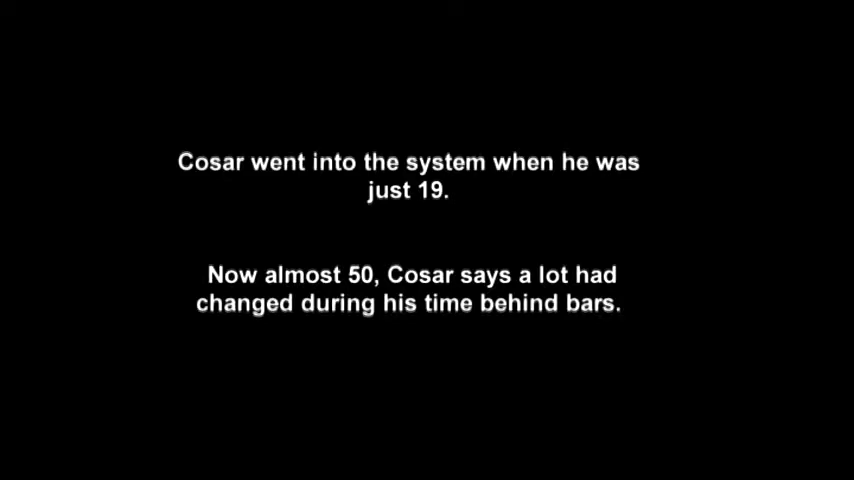 Cosar went into the system when he was
just 19.
Now almost 50, Cosar says a lot had
changed during his time behind bars.